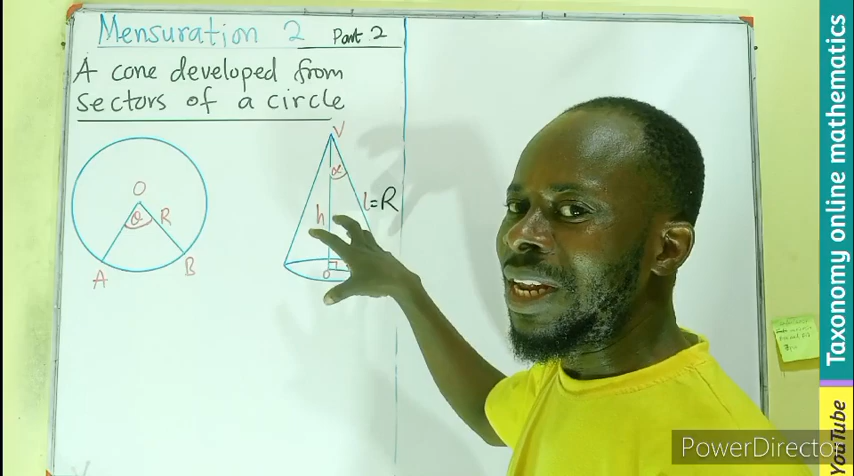 Mensuration 2 Part 2
A cone developed from
sectors of a circle
O
θ R
A B
V
α
h l=R
O
Taxonomy online mathematics
YouTube
PowerDirector